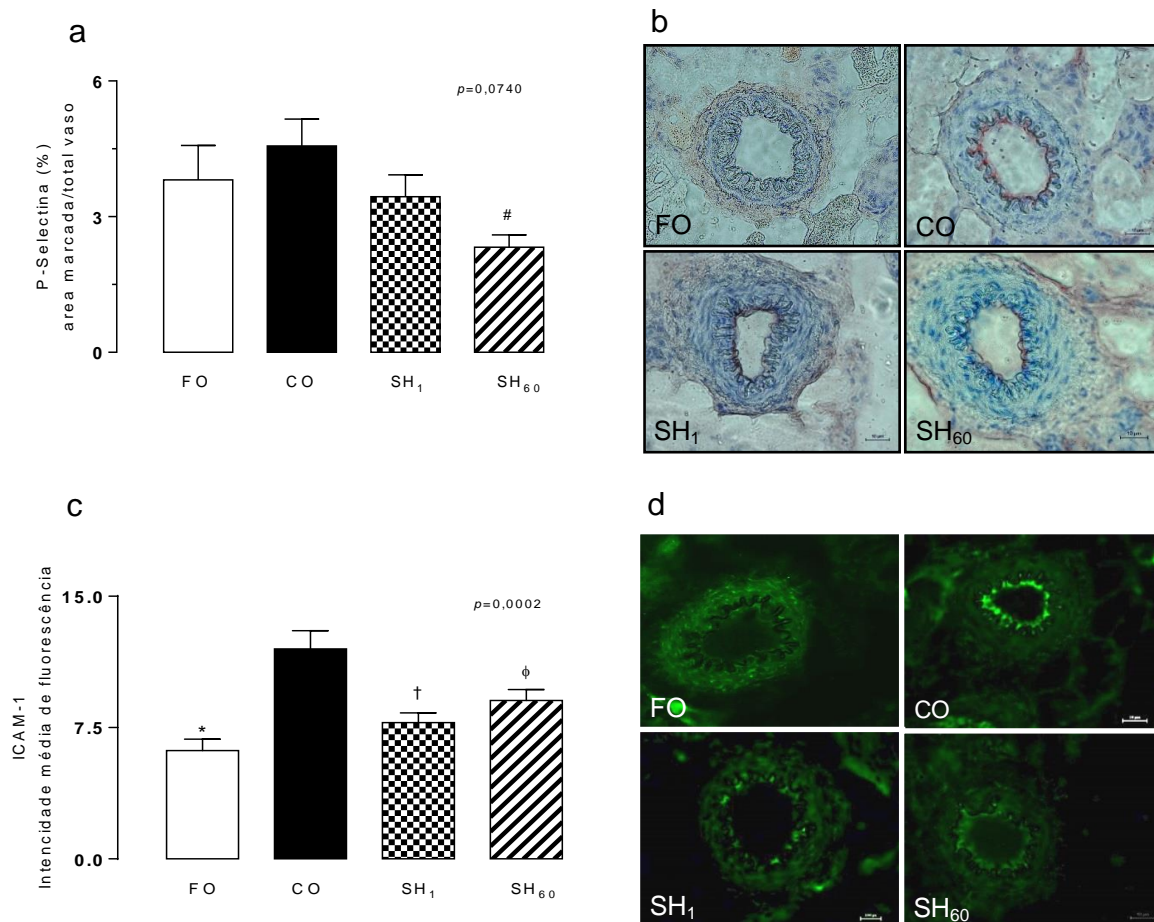 a
P-Selectina (%)
area marcada/total vaso
6
3
0
p=0,0740
#
FO CO SH1 SH60
b
FO
CO
SH1
SH60
c
ICAM-1
Intencidade média de fluorescência
15.0
7.5
0.0
p=0,0002
* † ϕ
FO CO SH1 SH60
d
FO
CO
SH1
SH60